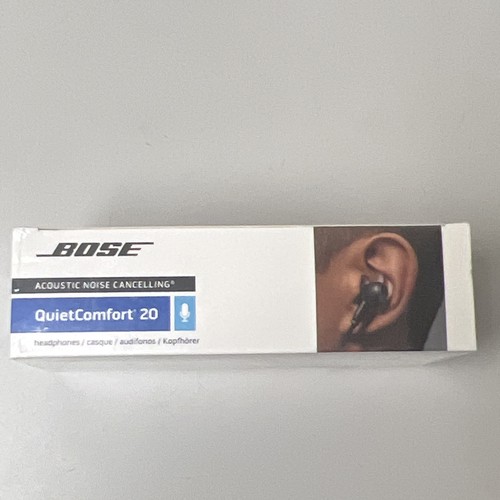 BOSE
ACOUSTIC NOISE CANCELLING®
QuietComfort® 20
headphones / casque / audífonos / Kopfhörer